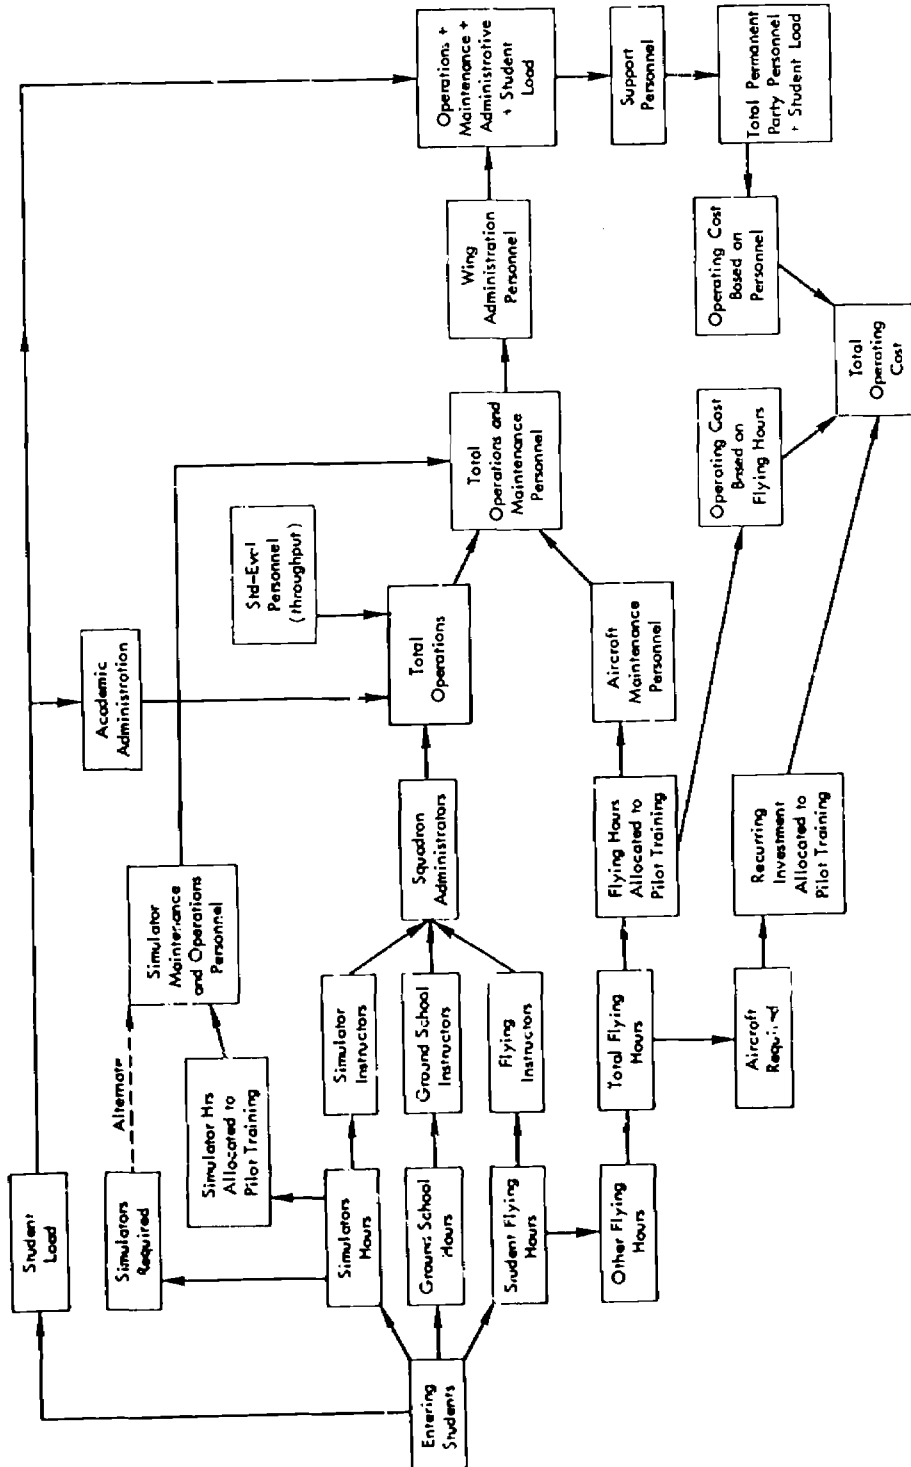 Student
Load
Simulators
Required
Alternate
Simulator Hrs
Allocated to
Pilot Training
Simulator
Maintenance
and Operations
Personnel
Academic
Administration
Std-Eval
Personnel
(throughput)
Entering
Students
Simulators
Hours
Ground School
Hours
Student Flying
Hours
Simulator
Instructors
Ground School
Instructors
Flying
Instructors
Squadron
Administrators
Total
Operations
Total
Operations and
Maintenance
Personnel
Wing
Administration
Personnel
Operations +
Maintenance +
Administrative
+ Student
Load
Other Flying
Hours
Total Flying
Hours
Flying Hours
Allocated to
Pilot Training
Aircraft
Maintenance
Personnel
Support
Personnel
Aircraft
Required
Recurring
Investment
Allocated to
Pilot Training
Operating Cost
Based on
Flying Hours
Operating Cost
Based on
Personnel
Total Permanent
Party Personnel
+ Student Load
Total
Operating
Cost